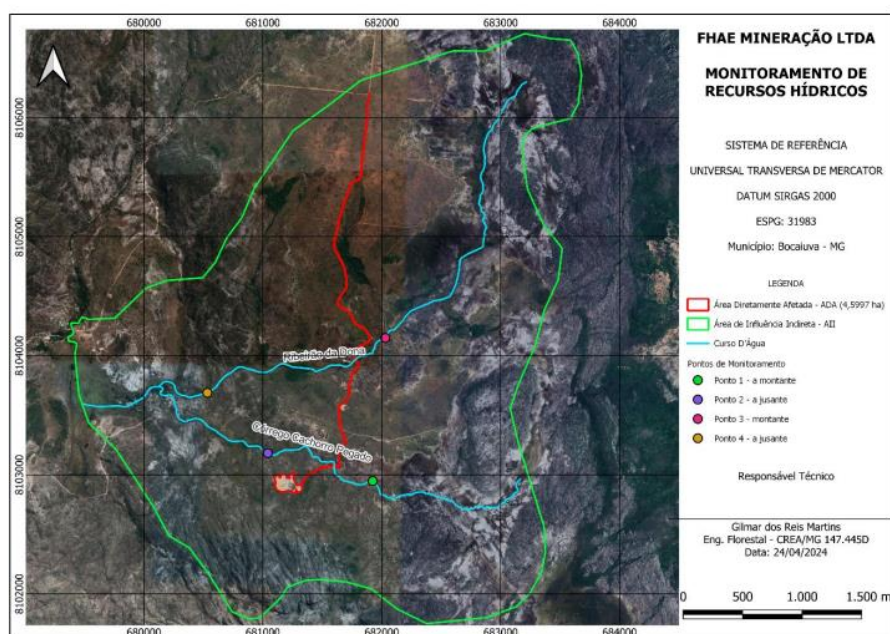 680000 681000 682000 683000 684000
8106000
8105000
8104000
8103000
8102000
Ribeirão da Dona
Córrego Cachorro Pegado
680000 681000 682000 683000 684000
FHAE MINERAÇÃO LTDA
MONITORAMENTO DE
RECURSOS HÍDRICOS
SISTEMA DE REFERÊNCIA
UNIVERSAL TRANSVERSA DE MERCATOR
DATUM SIRGAS 2000
ESPG: 31983
Município: Bocaiuva - MG
LEGENDA
Área Diretamente Afetada - ADA (4,5997 ha)
Área de Influência Indireta - AII
Curso D'Água
Pontos de Monitoramento
Ponto 1 - a montante
Ponto 2 - a jusante
Ponto 3 - montante
Ponto 4 - a jusante
Responsável Técnico
Gilmar dos Reis Martins
Eng. Florestal - CREA/MG 147.445D
Data: 24/04/2024
0 500 1.000 1.500 m